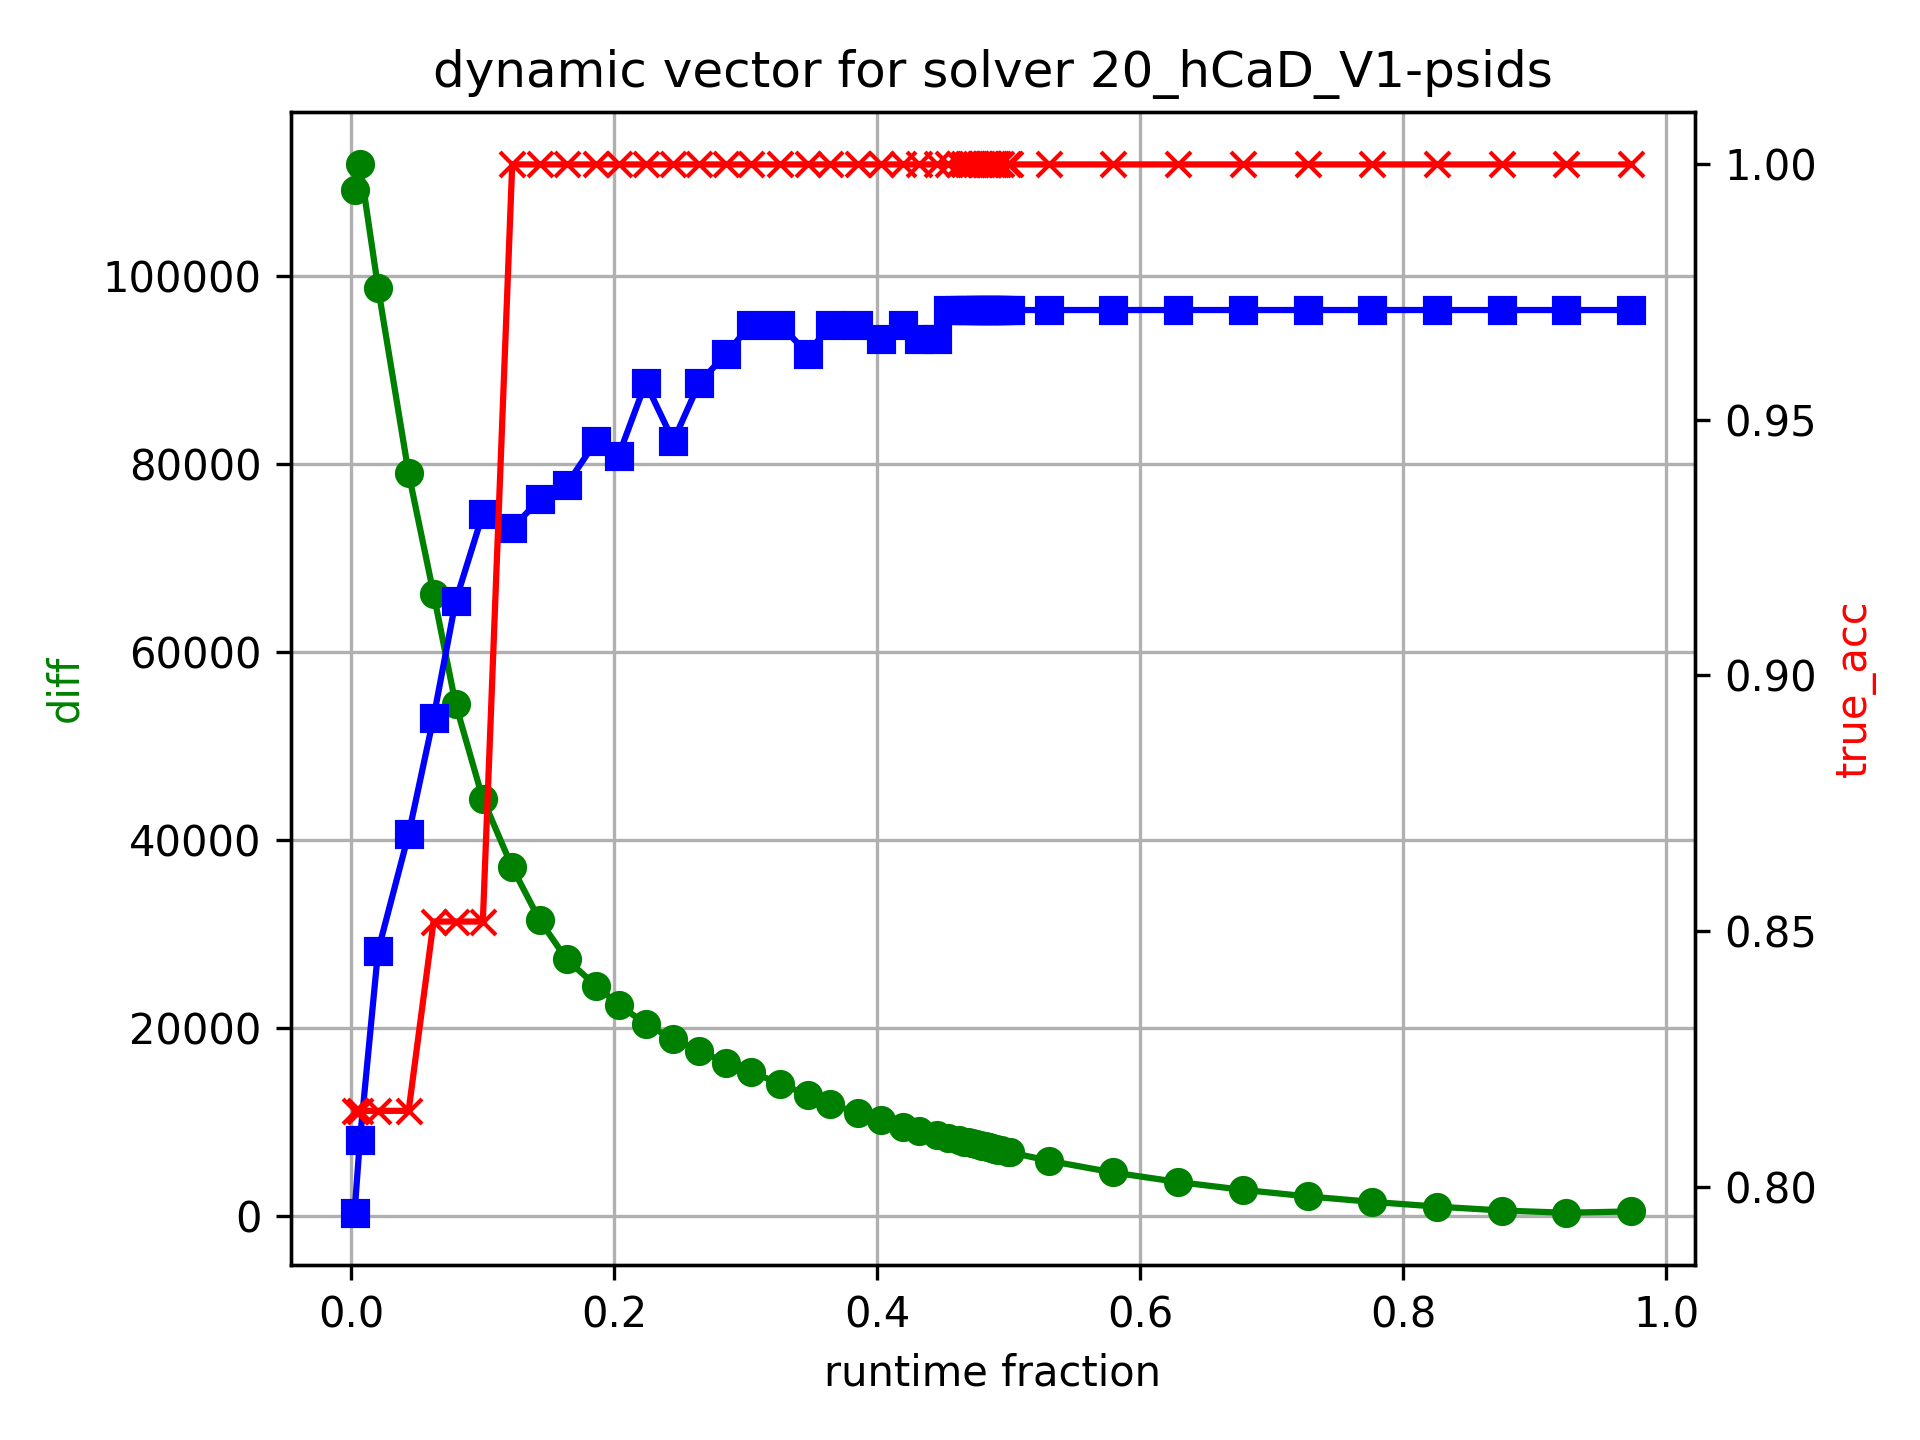 dynamic vector for solver 20_hCaD_V1-psids
100000
80000
60000
40000
20000
0
diff
1.00
0.95
0.90
0.85
0.80
true_acc
0.0 0.2 0.4 0.6 0.8 1.0
runtime fraction